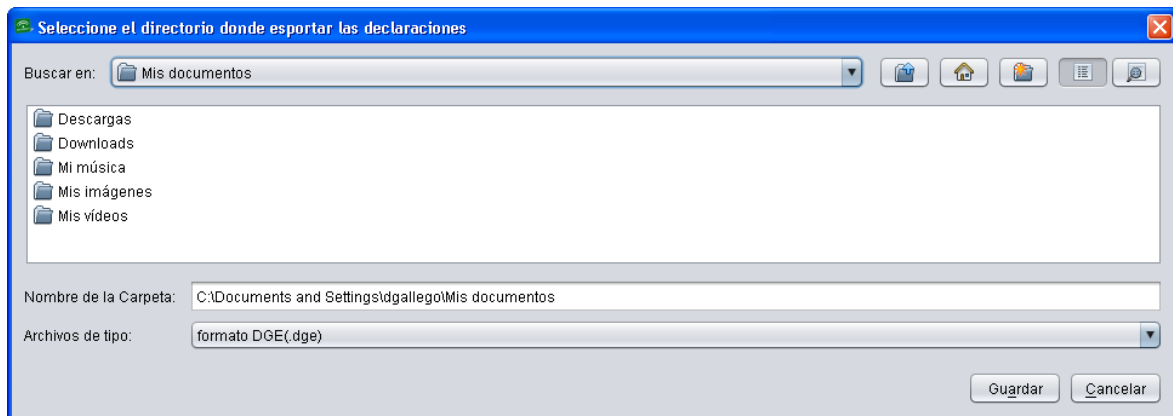 Seleccione el directorio donde esportar las declaraciones
Buscar en: Mis documentos
Descargas
Downloads
Mi música
Mis imágenes
Mis vídeos
Nombre de la Carpeta: C:\Documents and Settings\dgallego\Mis documentos
Archivos de tipo: formato DGE(.dge)
Guardar Cancelar